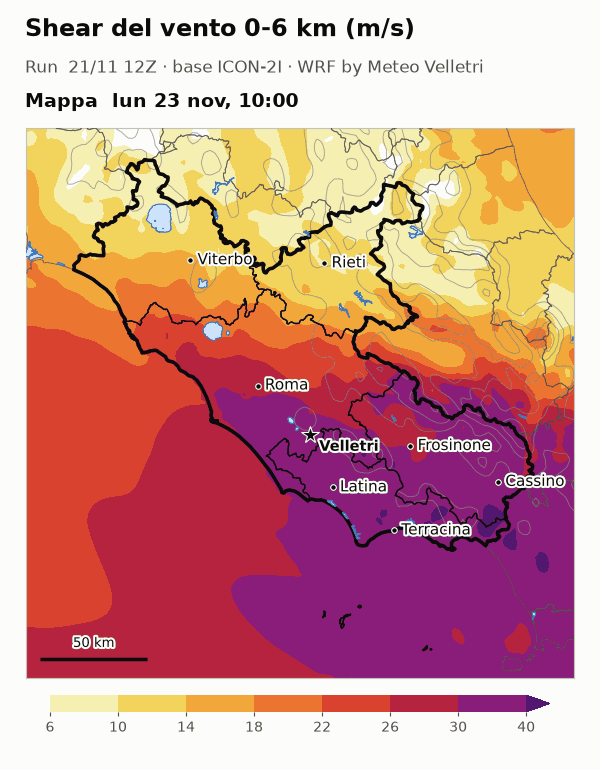 Shear del vento 0-6 km (m/s)
Run  21/11 12Z · base ICON-2I · WRF by Meteo Velletri
Mappa  lun 23 nov, 10:00
Viterbo
Rieti
Roma
Velletri
Frosinone
Latina
Cassino
Terracina
50 km
6 10 14 18 22 26 30 40